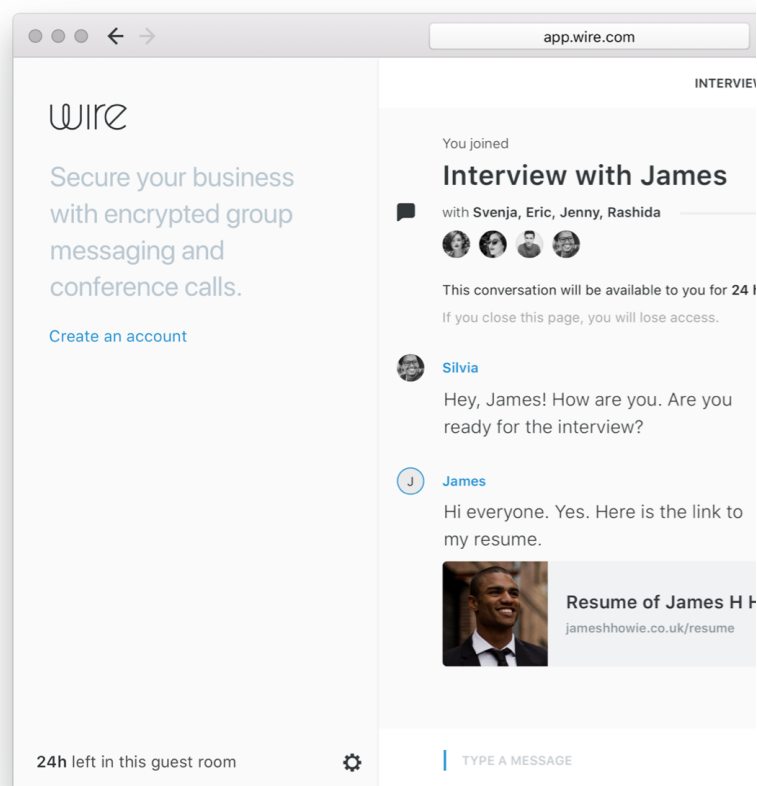 app.wire.com
wire
Secure your business
with encrypted group
messaging and
conference calls.
Create an account
24h left in this guest room
INTERVIEW
You joined
Interview with James
with Svenja, Eric, Jenny, Rashida
This conversation will be available to you for 24 h
If you close this page, you will lose access.
Silvia
Hey, James! How are you. Are you
ready for the interview?
J
James
Hi everyone. Yes. Here is the link to
my resume.
Resume of James H H
jameshhowie.co.uk/resume
TYPE A MESSAGE